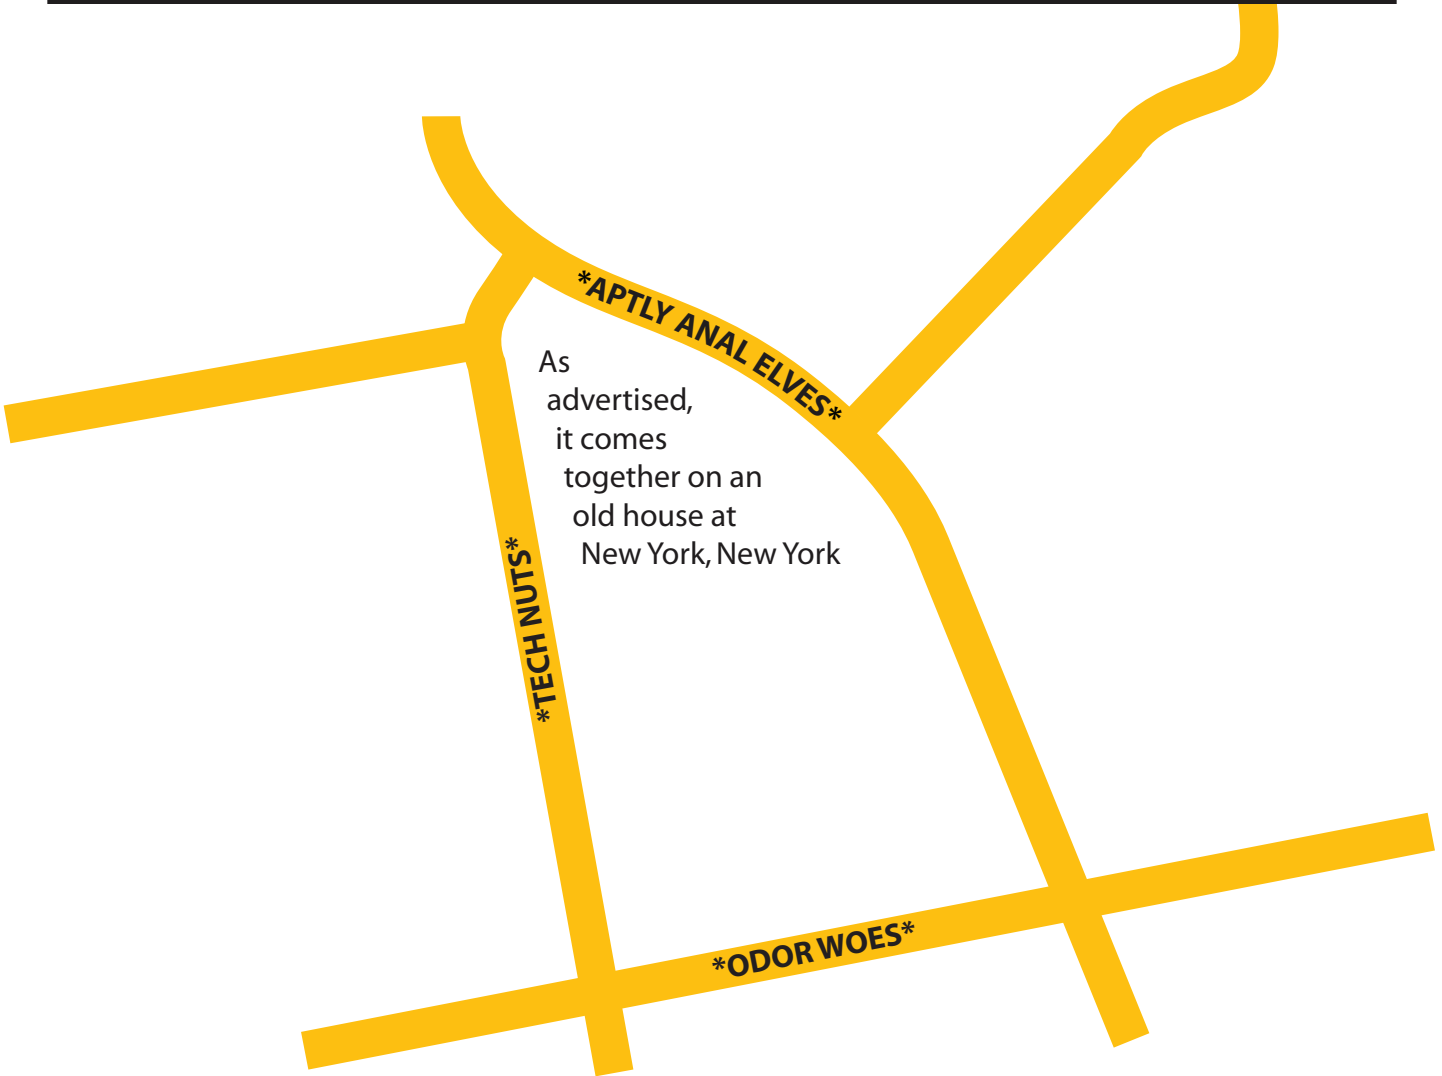 *APTLY ANAL ELVES*
As
advertised,
it comes
together on an
old house at
New York, New York
*TECH NUTS*
*ODOR WOES*